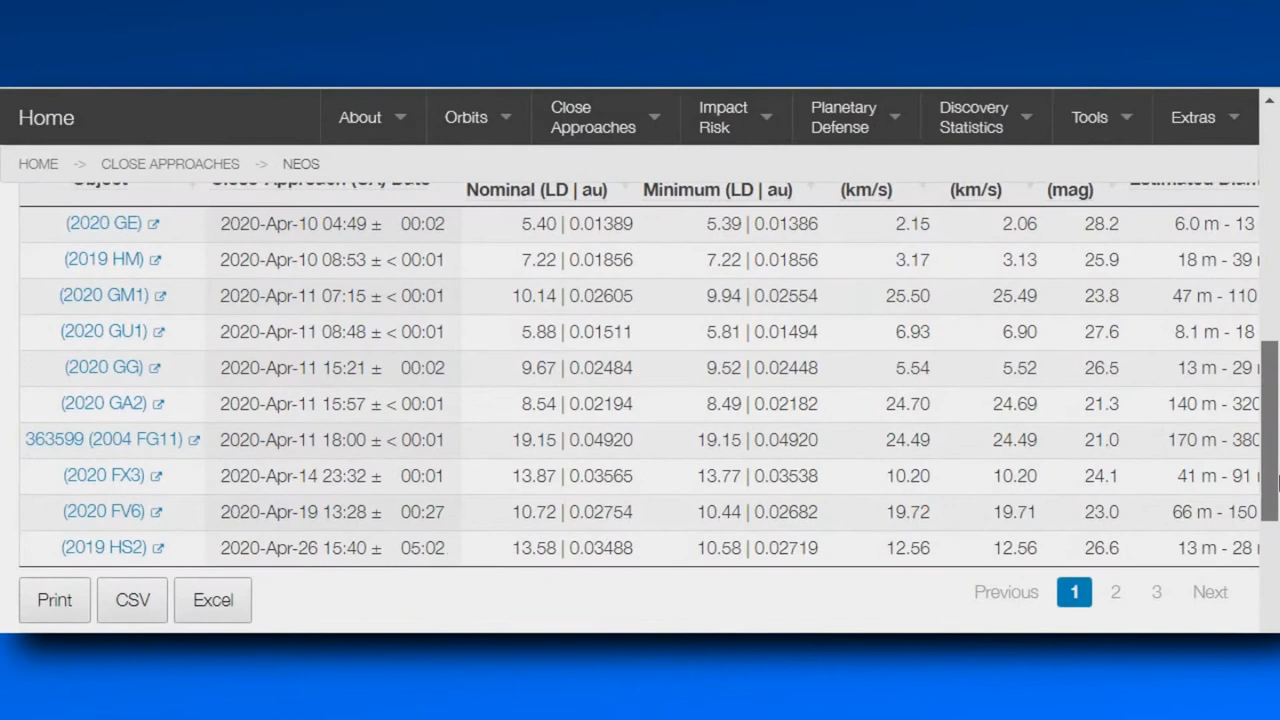 Home About Orbits Close Approaches Impact Risk Planetary Defense Discovery Statistics Tools Extras
HOME -> CLOSE APPROACHES -> NEOS
Object Close Approach (CA) Date Nominal (LD | au) Minimum (LD | au) (km/s) (km/s) (mag) Estimated
(2020 GE) 2020-Apr-10 04:49 ± 00:02 5.40 | 0.01389 5.39 | 0.01386 2.15 2.06 28.2 6.0 m - 13
(2019 HM) 2020-Apr-10 08:53 ± < 00:01 7.22 | 0.01856 7.22 | 0.01856 3.17 3.13 25.9 18 m - 39
(2020 GM1) 2020-Apr-11 07:15 ± < 00:01 10.14 | 0.02605 9.94 | 0.02554 25.50 25.49 23.8 47 m - 110
(2020 GU1) 2020-Apr-11 08:48 ± < 00:01 5.88 | 0.01511 5.81 | 0.01494 6.93 6.90 27.6 8.1 m - 18
(2020 GG) 2020-Apr-11 15:21 ± 00:02 9.67 | 0.02484 9.52 | 0.02448 5.54 5.52 26.5 13 m - 29
(2020 GA2) 2020-Apr-11 15:57 ± < 00:01 8.54 | 0.02194 8.49 | 0.02182 24.70 24.69 21.3 140 m - 320
363599 (2004 FG11) 2020-Apr-11 18:00 ± < 00:01 19.15 | 0.04920 19.15 | 0.04920 24.49 24.49 21.0 170 m - 380
(2020 FX3) 2020-Apr-14 23:32 ± 00:01 13.87 | 0.03565 13.77 | 0.03538 10.20 10.20 24.1 41 m - 91
(2020 FV6) 2020-Apr-19 13:28 ± 00:27 10.72 | 0.02754 10.44 | 0.02682 19.72 19.71 23.0 66 m - 150
(2019 HS2) 2020-Apr-26 15:40 ± 05:02 13.58 | 0.03488 10.58 | 0.02719 12.56 12.56 26.6 13 m - 28
Print CSV Excel Previous 1 2 3 Next